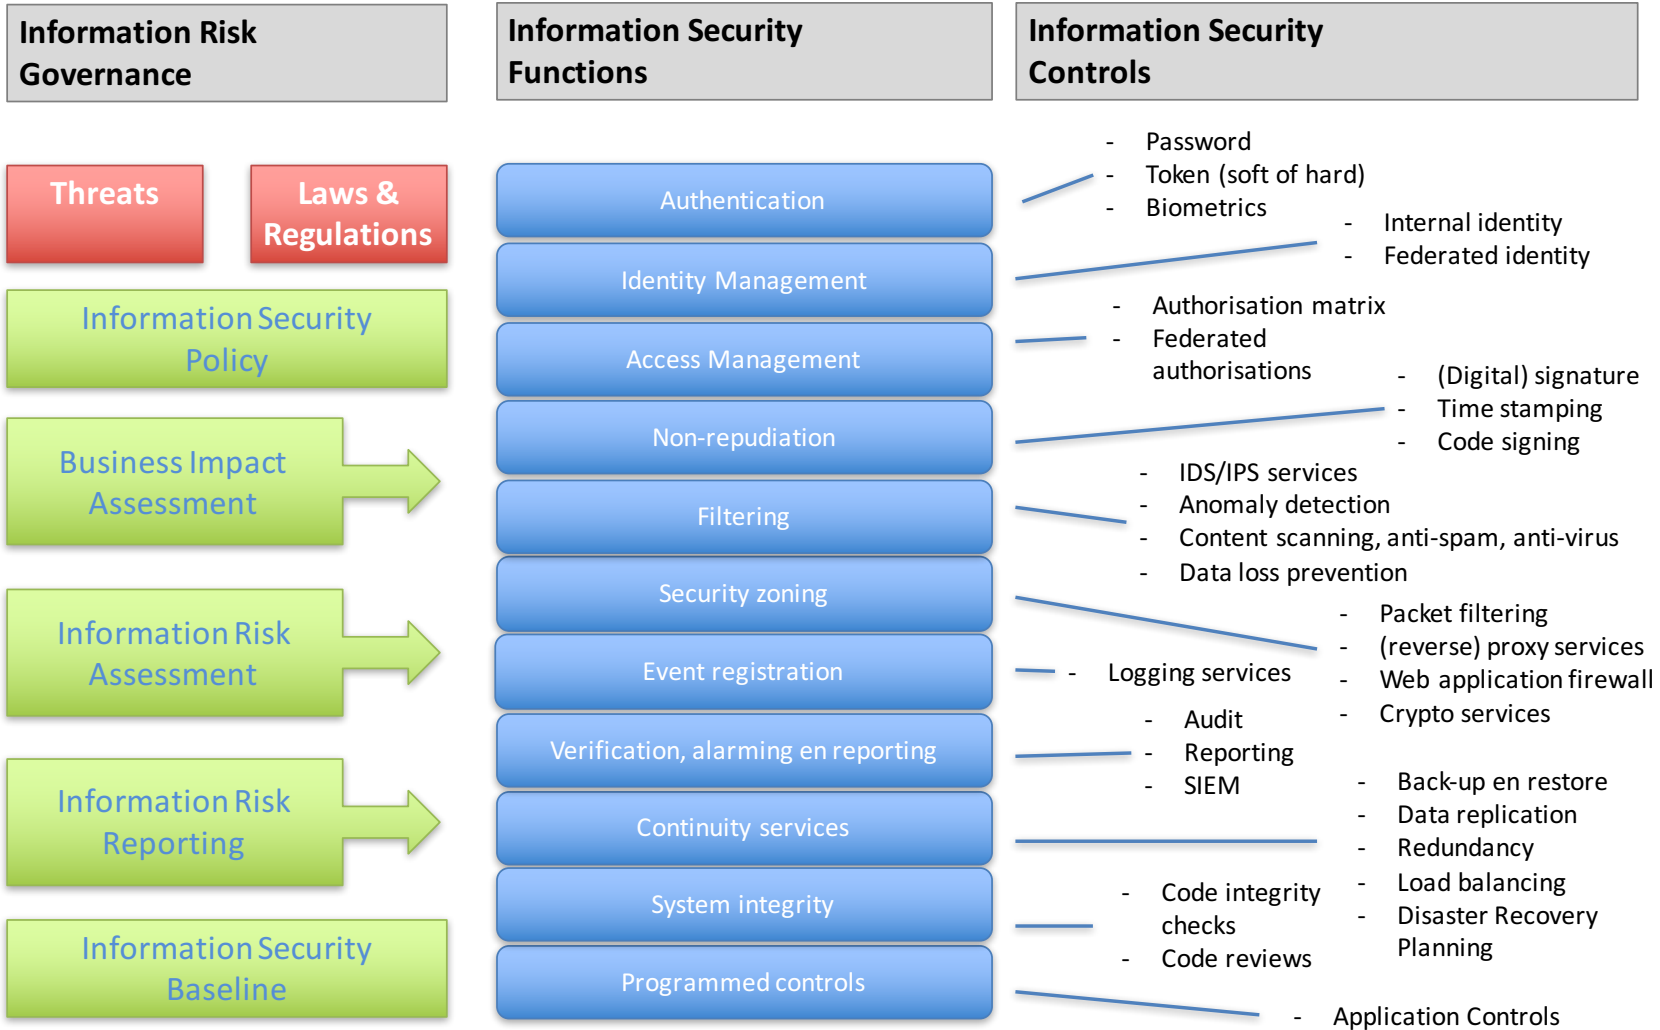 Information Risk
Governance
Information Security
Functions
Information Security
Controls
Threats
Laws &
Regulations
Information Security
Policy
Business Impact
Assessment
Information Risk
Assessment
Information Risk
Reporting
Information Security
Baseline
Authentication
Identity Management
Access Management
Non-repudiation
Filtering
Security zoning
Event registration
Verification, alarming en reporting
Continuity services
System integrity
Programmed controls
- Password
- Token (soft of hard)
- Biometrics
- Internal identity
- Federated identity
- Authorisation matrix
- Federated
authorisations
- (Digital) signature
- Time stamping
- Code signing
- IDS/IPS services
- Anomaly detection
- Content scanning, anti-spam, anti-virus
- Data loss prevention
- Packet filtering
- (reverse) proxy services
- Web application firewall
- Crypto services
- Logging services
- Audit
- Reporting
- SIEM
- Back-up en restore
- Data replication
- Redundancy
- Load balancing
- Disaster Recovery
Planning
- Code integrity
checks
- Code reviews
- Application Controls